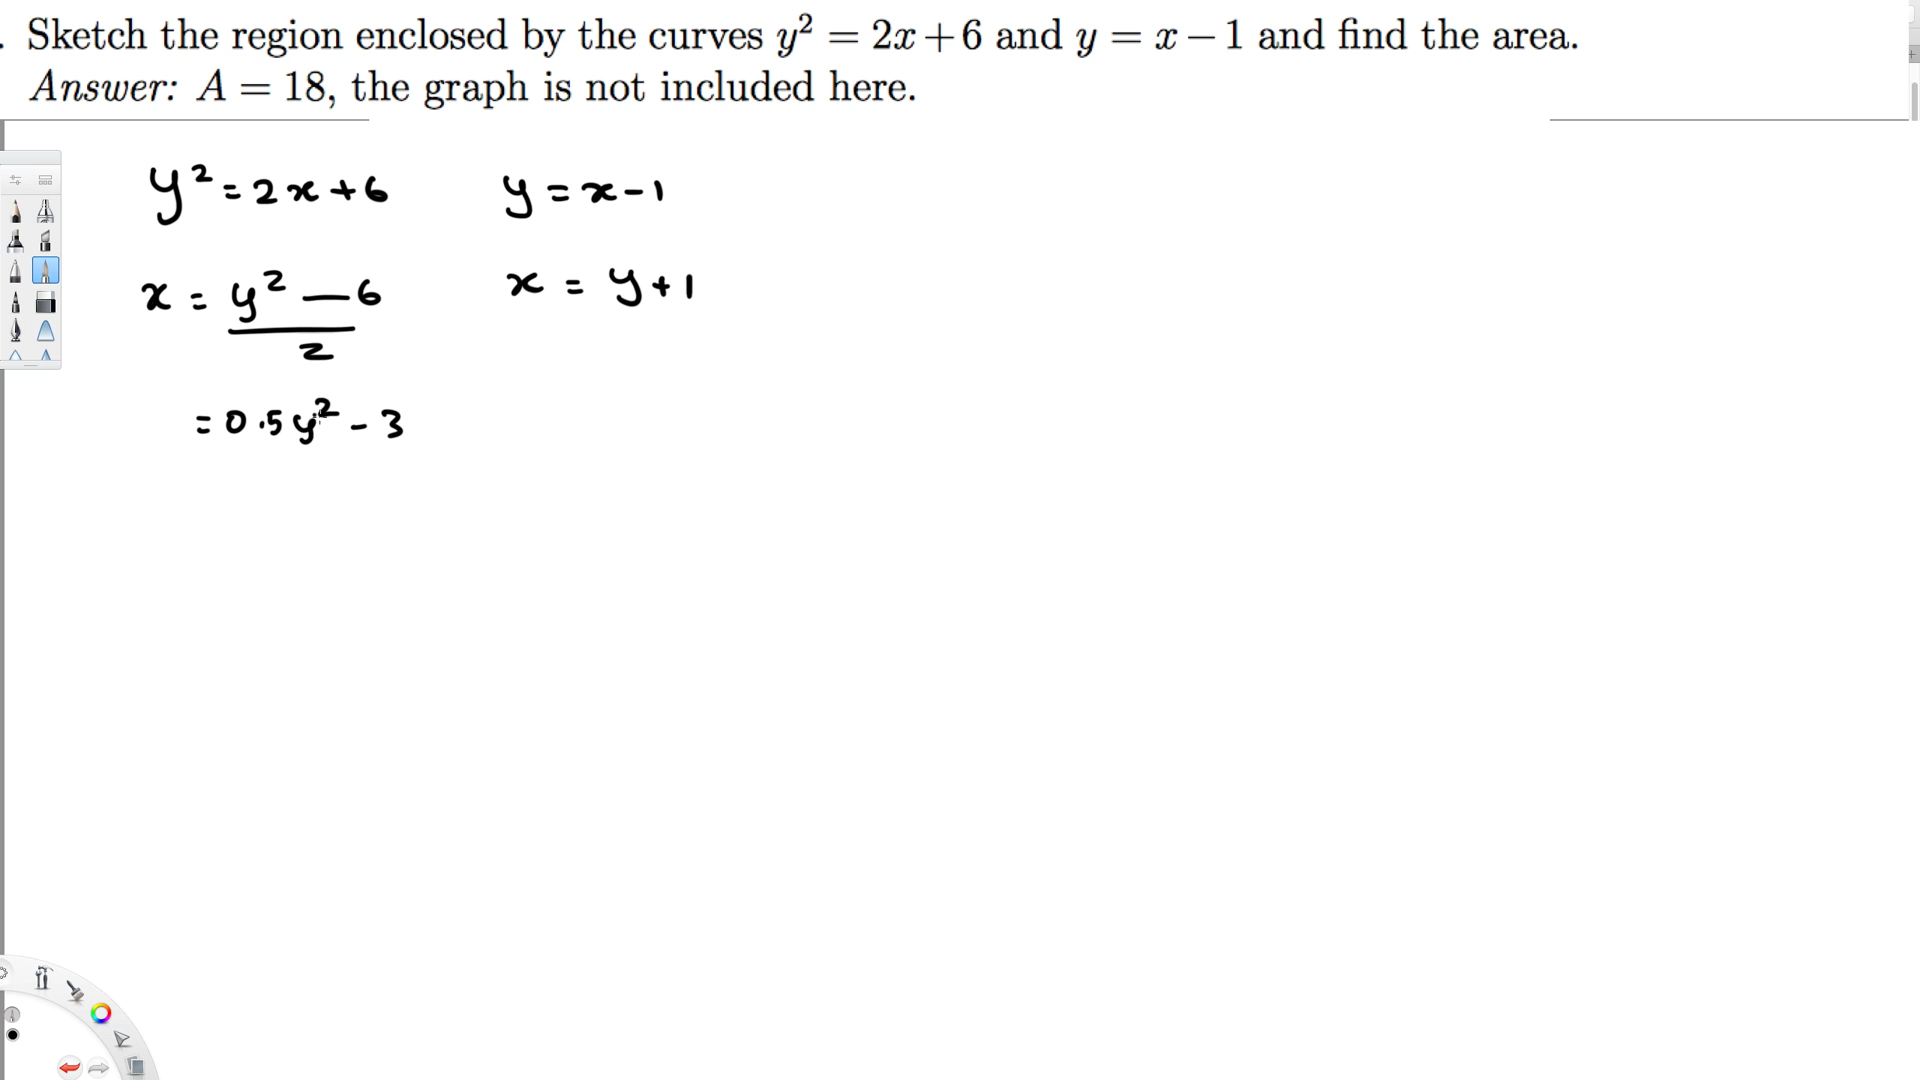 . Sketch the region enclosed by the curves y² = 2x + 6 and y = x − 1 and find the area.
Answer: A = 18, the graph is not included here.
y² = 2x + 6 y = x − 1
x = y² — 6 x = y + 1
2
= 0.5y² − 3